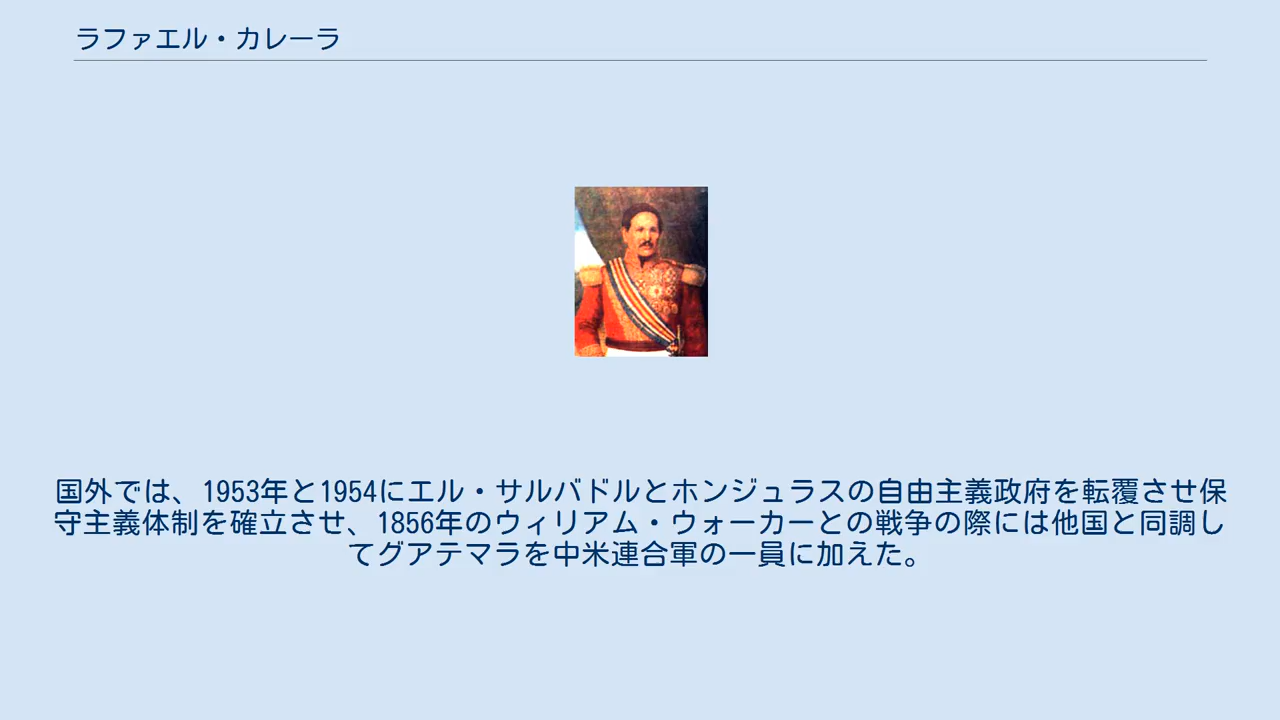 ラファエル・カレーラ
国外では、1953年と1954にエル・サルバドルとホンジュラスの自由主義政府を転覆させ保
守主義体制を確立させ、1856年のウィリアム・ウォーカーとの戦争の際には他国と同調し
てグアテマラを中米連合軍の一員に加えた。